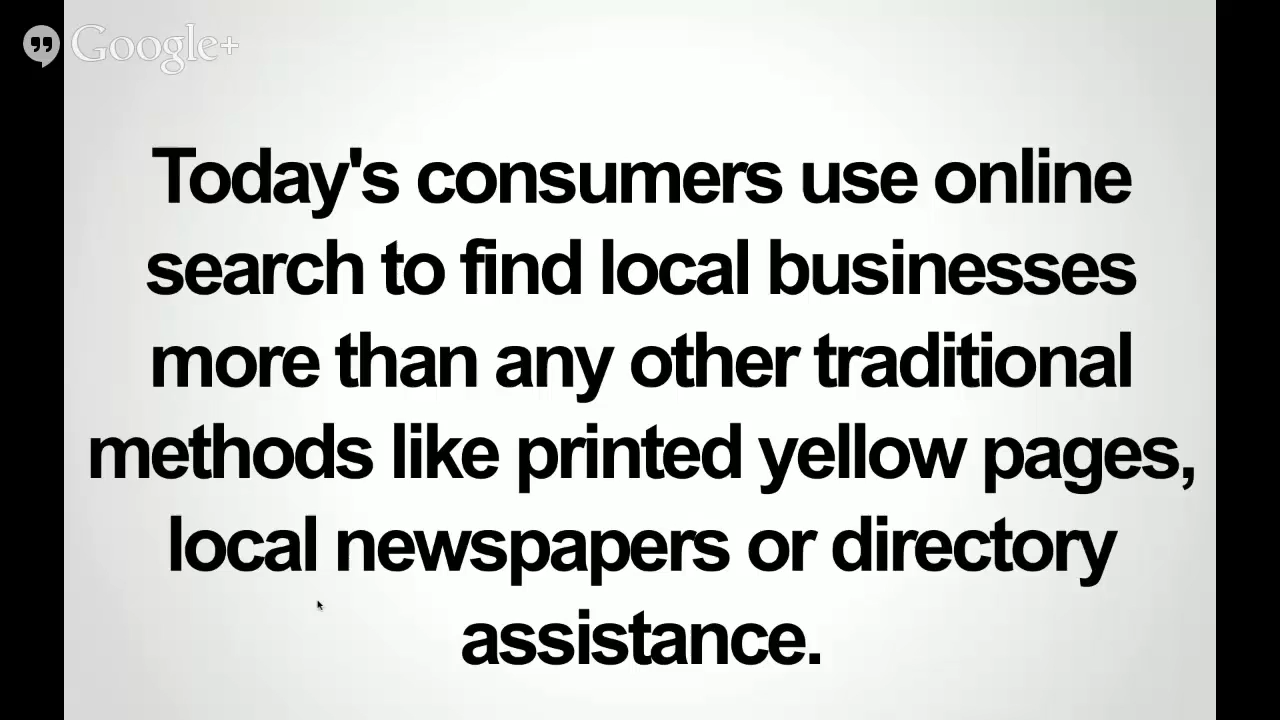 Google+
Today's consumers use online
search to find local businesses
more than any other traditional
methods like printed yellow pages,
local newspapers or directory
assistance.